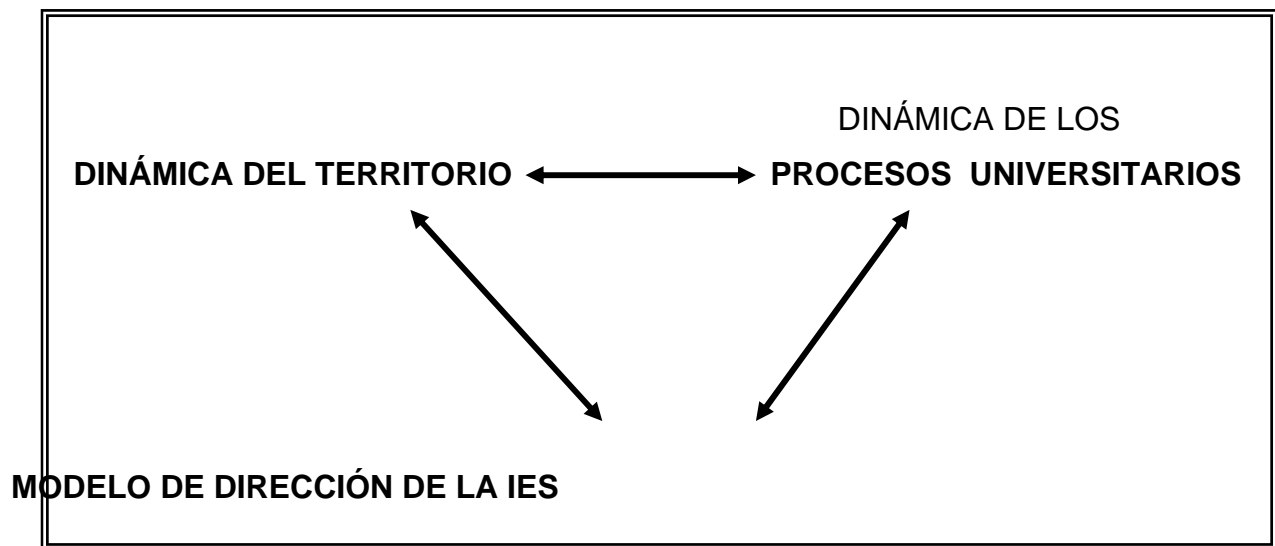 DINÁMICA DE LOS
DINÁMICA DEL TERRITORIO PROCESOS UNIVERSITARIOS
MODELO DE DIRECCIÓN DE LA IES